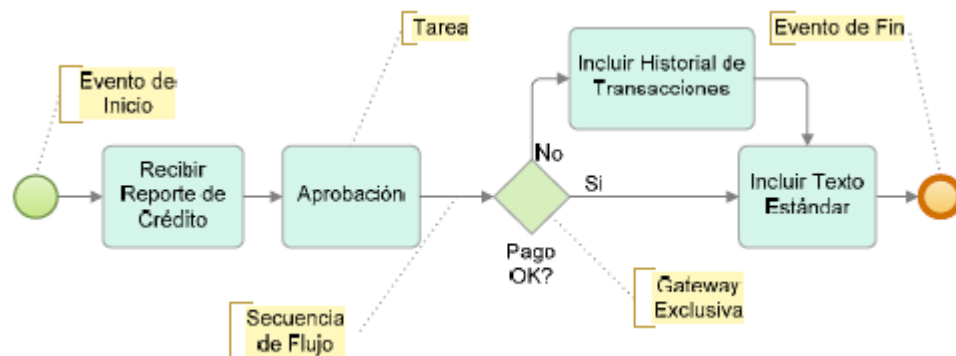 Tarea
Evento de Fin
Evento de
Inicio
Incluir Historial de
Transacciones
No
Recibir
Reporte de
Crédito
Aprobación
Si
Incluir Texto
Estándar
Pago
OK?
Gateway
Exclusiva
Secuencia
de Flujo